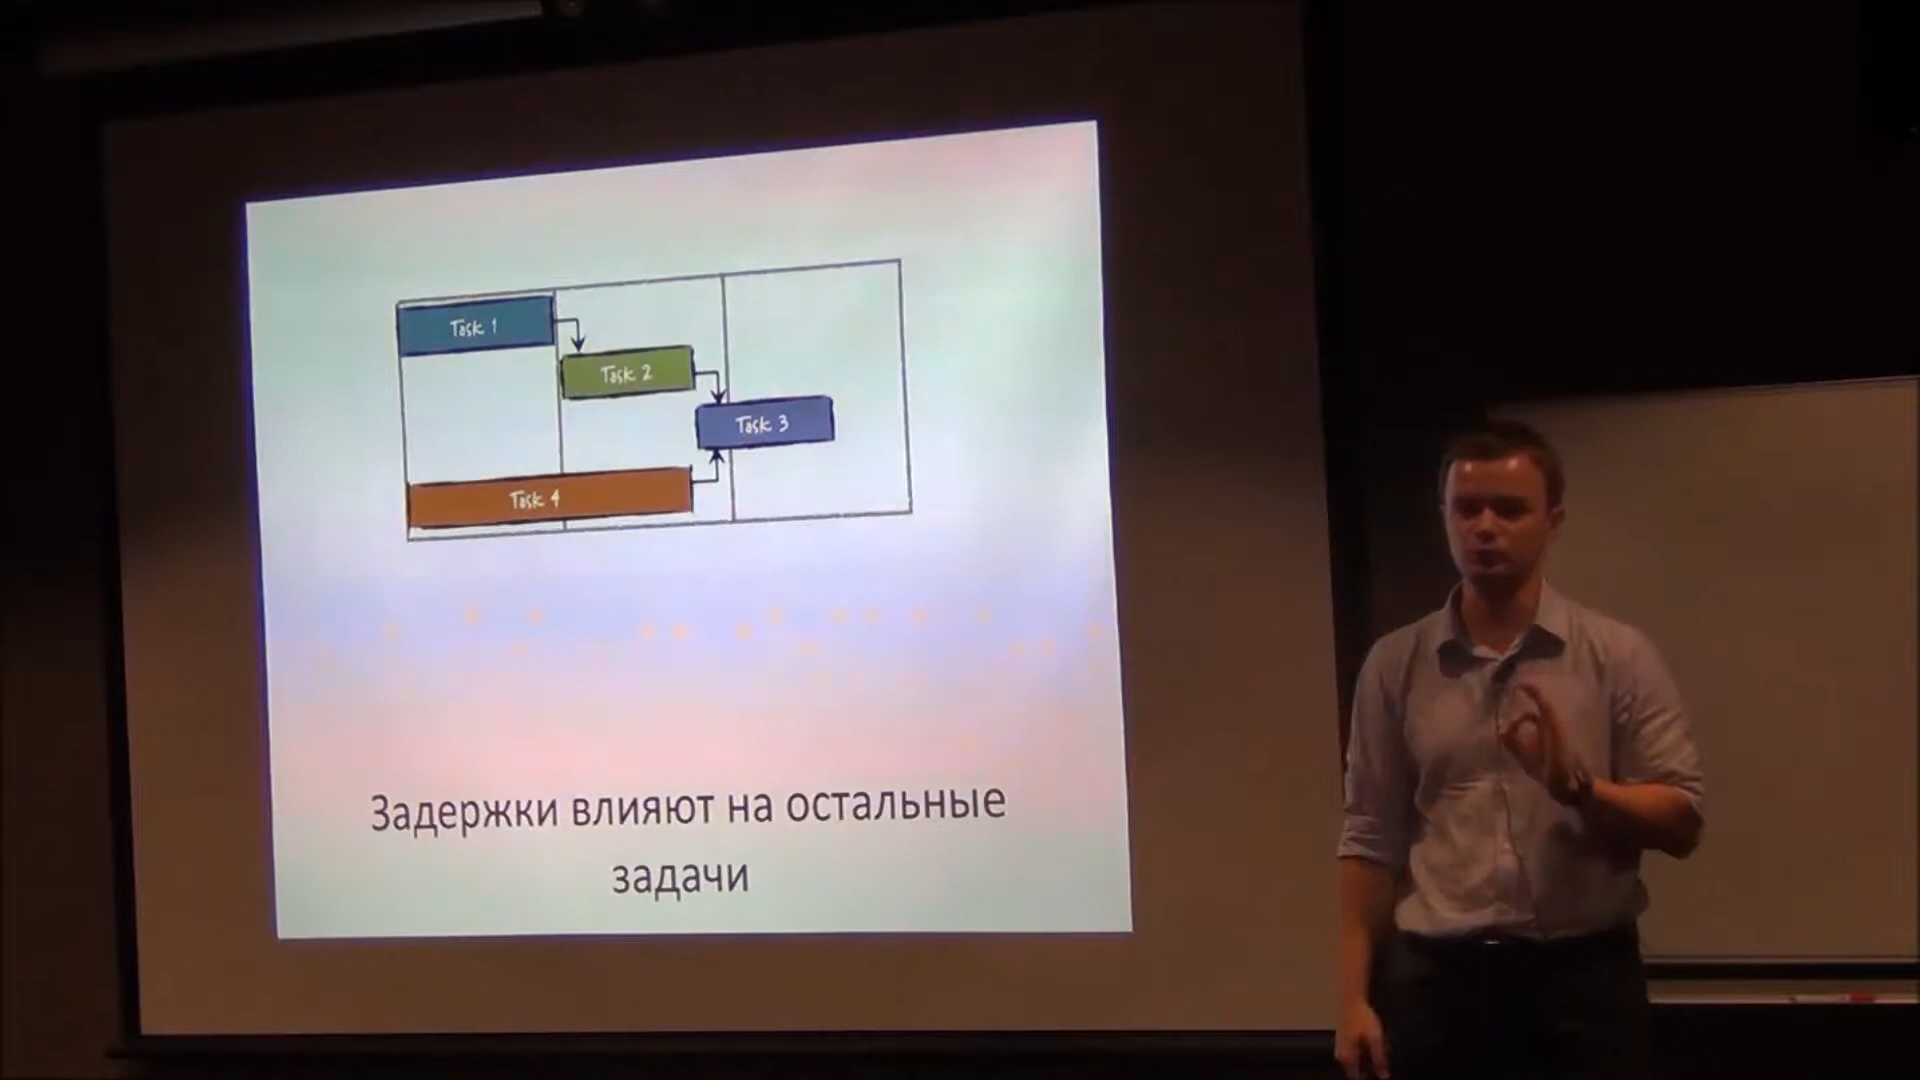 Task 1
Task 2
Task 3
Task 4
Задержки влияют на остальные
задачи